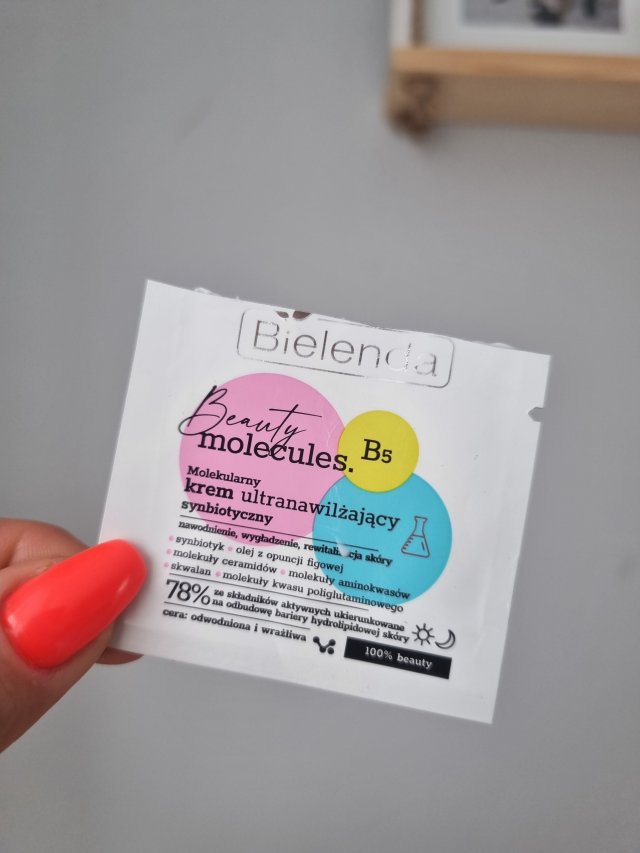 Bielenda
Beauty
molecules.
B5
Molekularny
krem ultranawilżający
synbiotyczny
nawodnienie, wygładzenie, rewitalizacja skóry
synbiotyk olej z opuncji figowej
molekuły ceramidów molekuły aminokwasów
skwalan molekuły kwasu poliglutaminowego
78% ze składników aktywnych ukierunkowane
na odbudowę bariery hydrolipidowej skóry
cera: odwodniona i wrażliwa
100% beauty